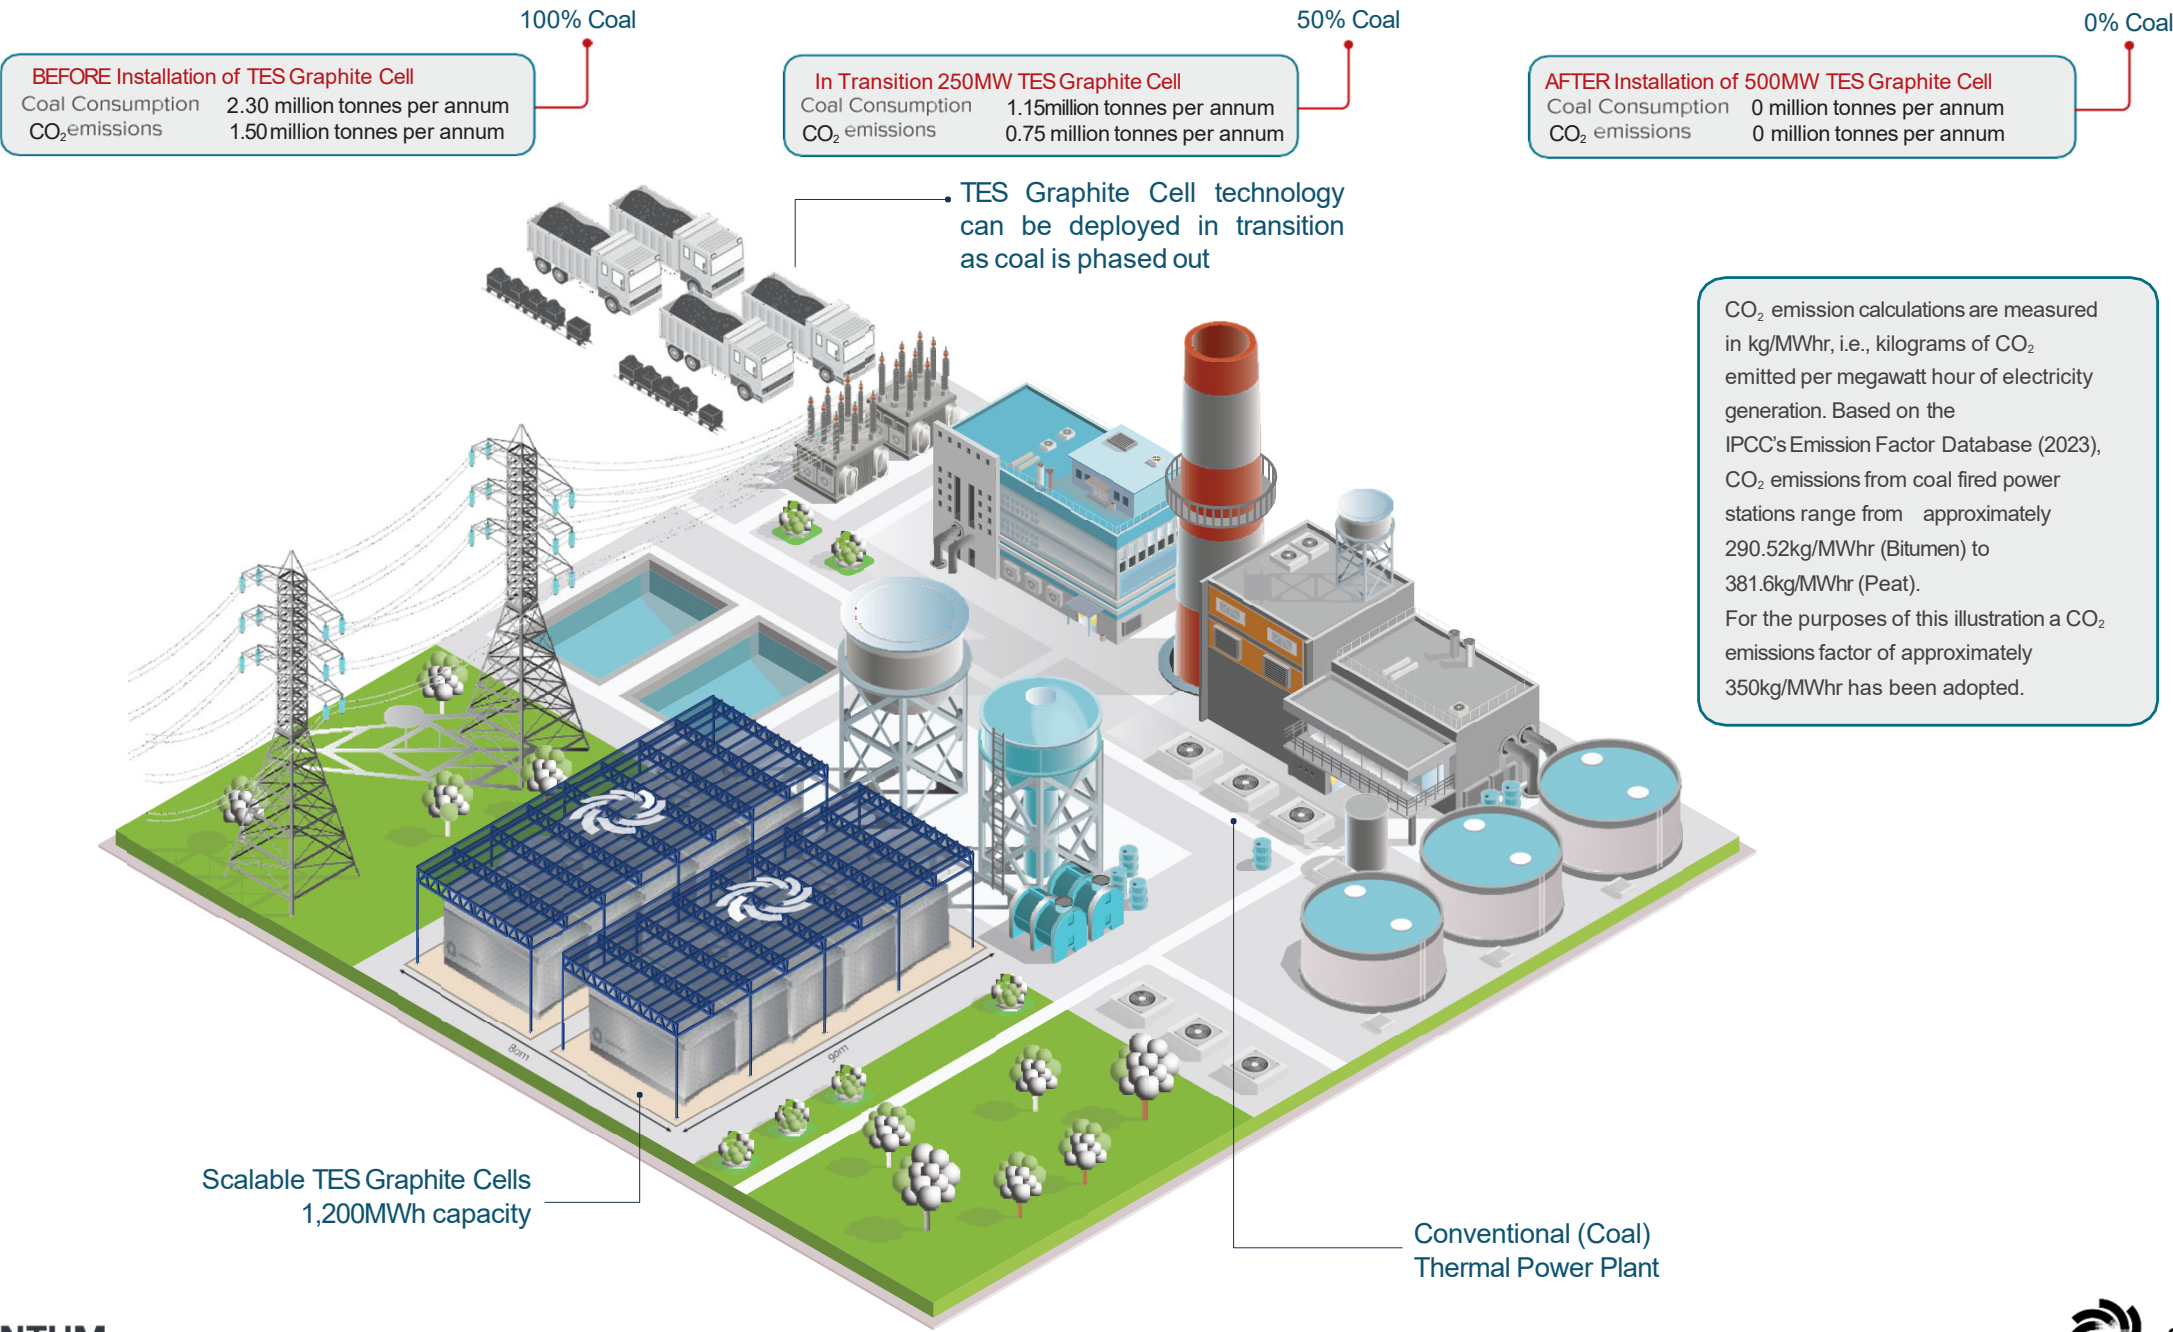 100% Coal
BEFORE Installation of TES Graphite Cell
Coal Consumption 2.30 million tonnes per annum
CO₂ emissions 1.50 million tonnes per annum
50% Coal
In Transition 250MW TES Graphite Cell
Coal Consumption 1.15million tonnes per annum
CO₂ emissions 0.75 million tonnes per annum
0% Coal
AFTER Installation of 500MW TES Graphite Cell
Coal Consumption 0 million tonnes per annum
CO₂ emissions 0 million tonnes per annum
TES Graphite Cell technology
can be deployed in transition
as coal is phased out
CO₂ emission calculations are measured
in kg/MWhr, i.e., kilograms of CO₂
emitted per megawatt hour of electricity
generation. Based on the
IPCC's Emission Factor Database (2023),
CO₂ emissions from coal fired power
stations range from approximately
290.52kg/MWhr (Bitumen) to
381.6kg/MWhr (Peat).
For the purposes of this illustration a CO₂
emissions factor of approximately
350kg/MWhr has been adopted.
80m
90m
Scalable TES Graphite Cells
1,200MWh capacity
Conventional (Coal)
Thermal Power Plant